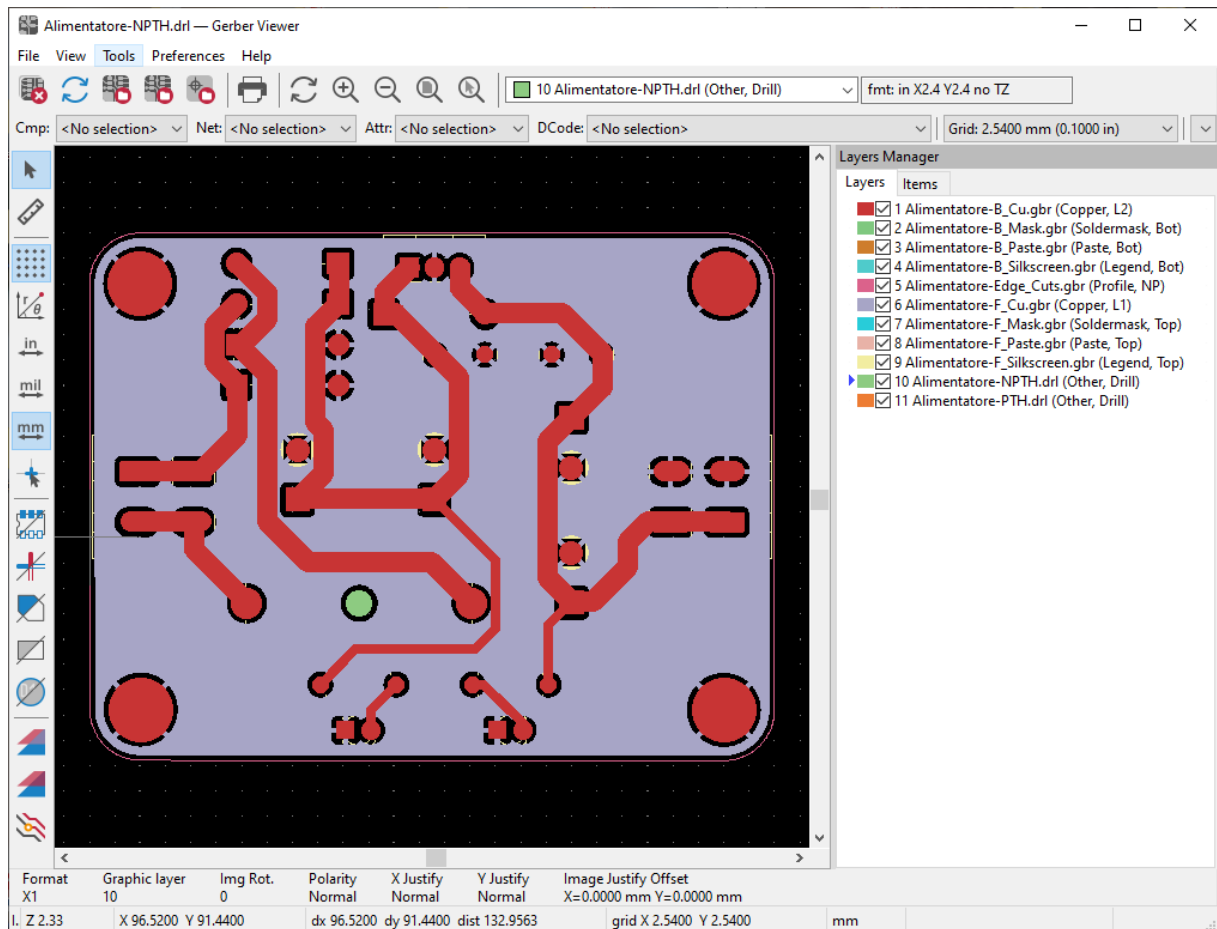 Alimentatore-NPTH.drl — Gerber Viewer
File View Tools Preferences Help
10 Alimentatore-NPTH.drl (Other, Drill) fmt: in X2.4 Y2.4 no TZ
Cmp: <No selection> Net: <No selection> Attr: <No selection> DCode: <No selection> Grid: 2.5400 mm (0.1000 in)
Layers Manager
Layers Items
1 Alimentatore-B_Cu.gbr (Copper, L2)
2 Alimentatore-B_Mask.gbr (Soldermask, Bot)
3 Alimentatore-B_Paste.gbr (Paste, Bot)
4 Alimentatore-B_Silkscreen.gbr (Legend, Bot)
5 Alimentatore-Edge_Cuts.gbr (Profile, NP)
6 Alimentatore-F_Cu.gbr (Copper, L1)
7 Alimentatore-F_Mask.gbr (Soldermask, Top)
8 Alimentatore-F_Paste.gbr (Paste, Top)
9 Alimentatore-F_Silkscreen.gbr (Legend, Top)
10 Alimentatore-NPTH.drl (Other, Drill)
11 Alimentatore-PTH.drl (Other, Drill)
r/θ
in
mil
mm
Format Graphic layer Img Rot. Polarity X Justify Y Justify Image Justify Offset
X1 10 0 Normal Normal Normal X=0.0000 mm Y=0.0000 mm
I. Z 2.33 X 96.5200 Y 91.4400 dx 96.5200 dy 91.4400 dist 132.9563 grid X 2.5400 Y 2.5400 mm